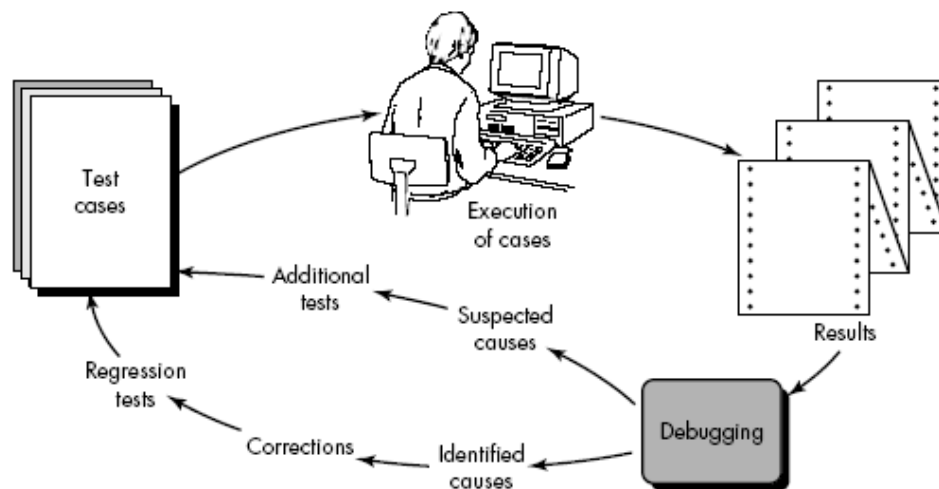 Test
cases
Execution
of cases
Results
Additional
tests
Suspected
causes
Regression
tests
Debugging
Corrections
Identified
causes